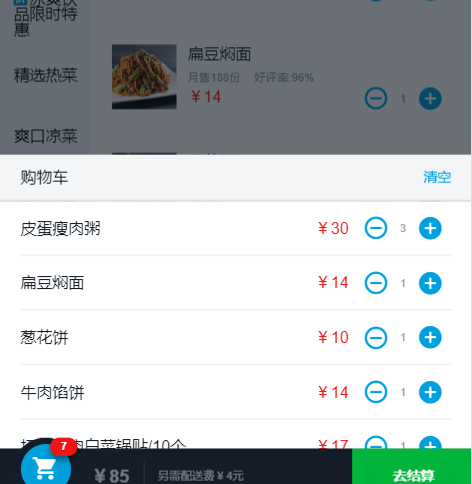 品限时特
惠
扁豆焖面
月售188份 好评率:96%
￥14
精选热菜
1
爽口凉菜
购物车 清空
皮蛋瘦肉粥 ￥30 3
扁豆焖面 ￥14 1
葱花饼 ￥10 1
牛肉馅饼 ￥14 1
肉白菜锅贴/10个 ￥17 1
7
￥85 另需配送费￥4元 去结算